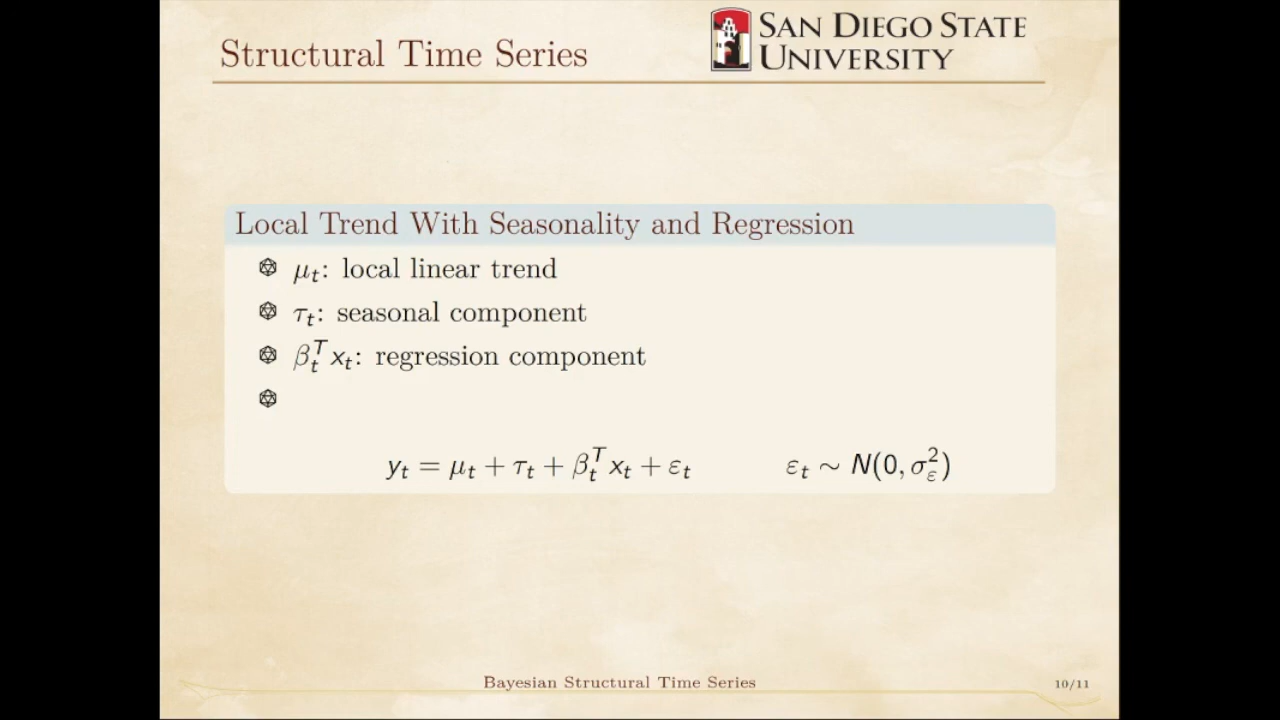 Structural Time Series
SAN DIEGO STATE
UNIVERSITY
Local Trend With Seasonality and Regression
μ_t: local linear trend
τ_t: seasonal component
β_t^T x_t: regression component
y_t = μ_t + τ_t + β_t^T x_t + ε_t ε_t ∼ N(0, σ_ε^2)
Bayesian Structural Time Series
10/11